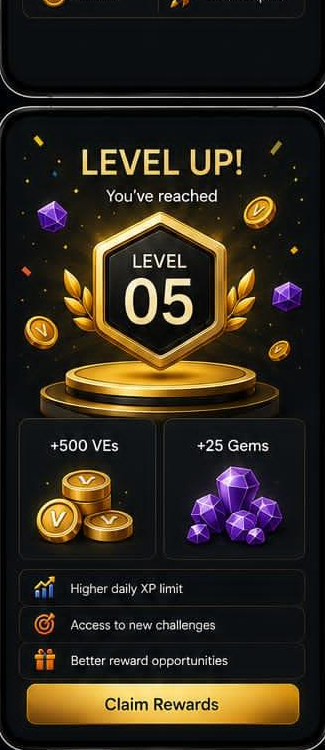 LEVEL UP!
You've reached
LEVEL
05
+500 VEs
+25 Gems
Higher daily XP limit
Access to new challenges
Better reward opportunities
Claim Rewards